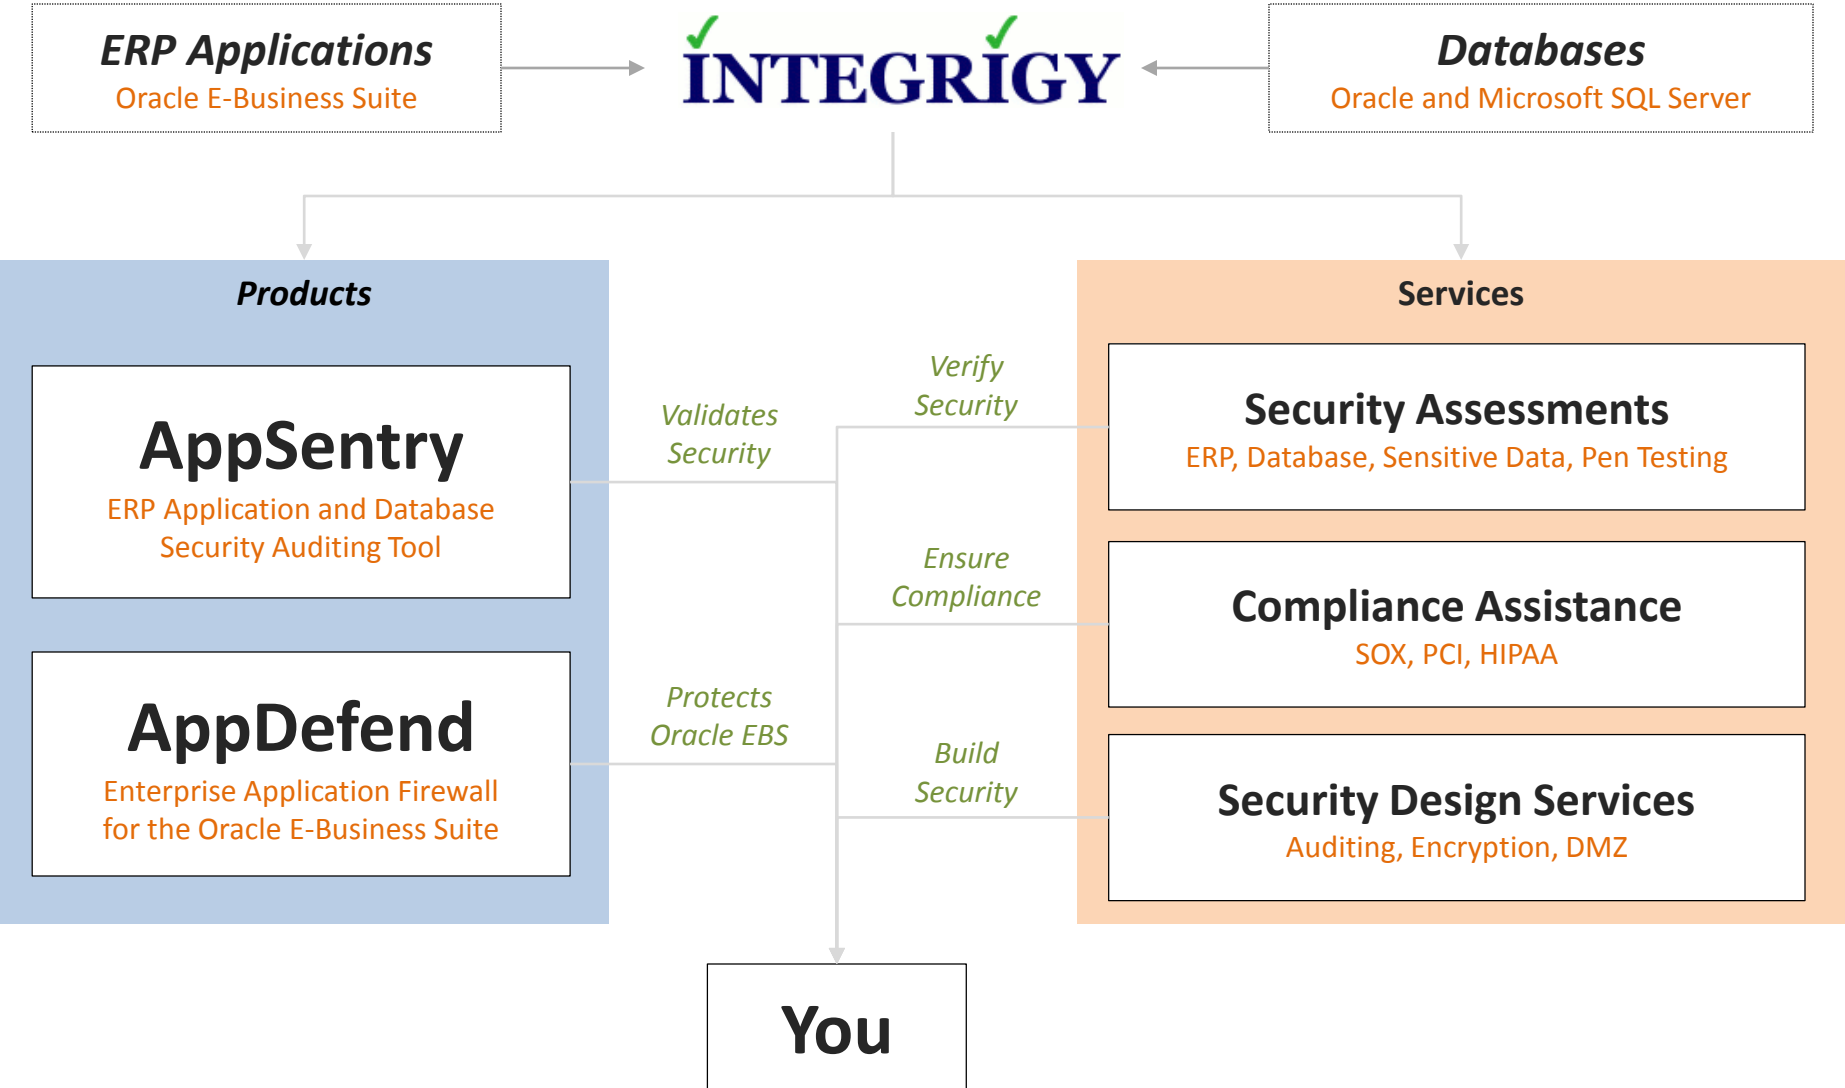 ERP Applications
Oracle E-Business Suite
INTEGRIGY
Databases
Oracle and Microsoft SQL Server
Products
AppSentry
ERP Application and Database
Security Auditing Tool
AppDefend
Enterprise Application Firewall
for the Oracle E-Business Suite
Validates
Security
Protects
Oracle EBS
Verify
Security
Ensure
Compliance
Build
Security
Services
Security Assessments
ERP, Database, Sensitive Data, Pen Testing
Compliance Assistance
SOX, PCI, HIPAA
Security Design Services
Auditing, Encryption, DMZ
You